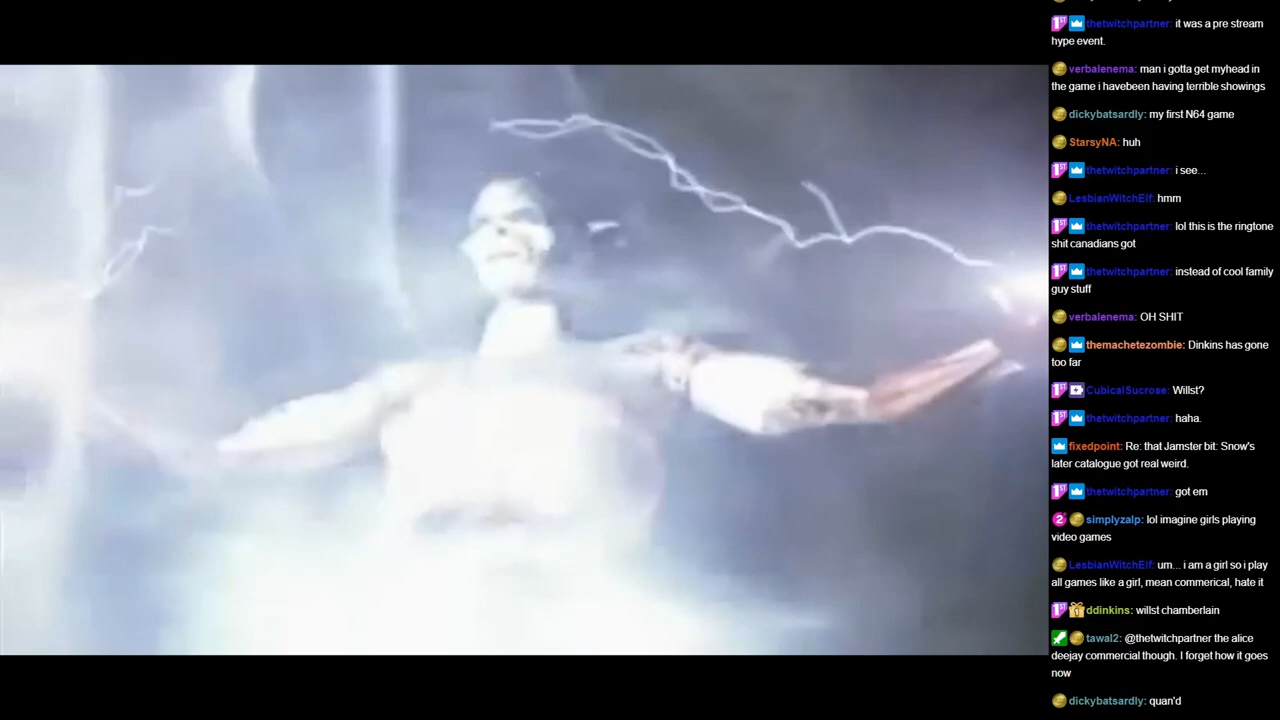 thetwitchpartner: it was a pre stream
hype event.
verbalenema: man i gotta get myhead in
the game i havebeen having terrible showings
dickybatsardly: my first N64 game
StarsyNA: huh
thetwitchpartner: i see...
LesbianWitchElf: hmm
thetwitchpartner: lol this is the ringtone
shit canadians got
thetwitchpartner: instead of cool family
guy stuff
verbalenema: OH SHIT
themachetezombie: Dinkins has gone
too far
CubicalSucrose: Willst?
thetwitchpartner: haha.
fixedpoint: Re: that Jamster bit: Snow's
later catalogue got real weird.
thetwitchpartner: got em
simplyzalp: lol imagine girls playing
video games
LesbianWitchElf: um... i am a girl so i play
all games like a girl, mean commerical, hate it
ddinkins: willst chamberlain
tawal2: @thetwitchpartner the alice
deejay commercial though. I forget how it goes
now
dickybatsardly: quan'd